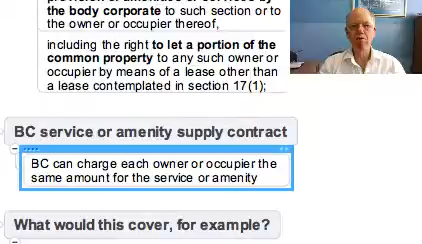 provision of amenities or services by
the body corporate to such section or to
the owner or occupier thereof,
including the right to let a portion of the
common property to any such owner or
occupier by means of a lease other than
a lease contemplated in section 17(1);
BC service or amenity supply contract
BC can charge each owner or occupier the
same amount for the service or amenity
What would this cover, for example?